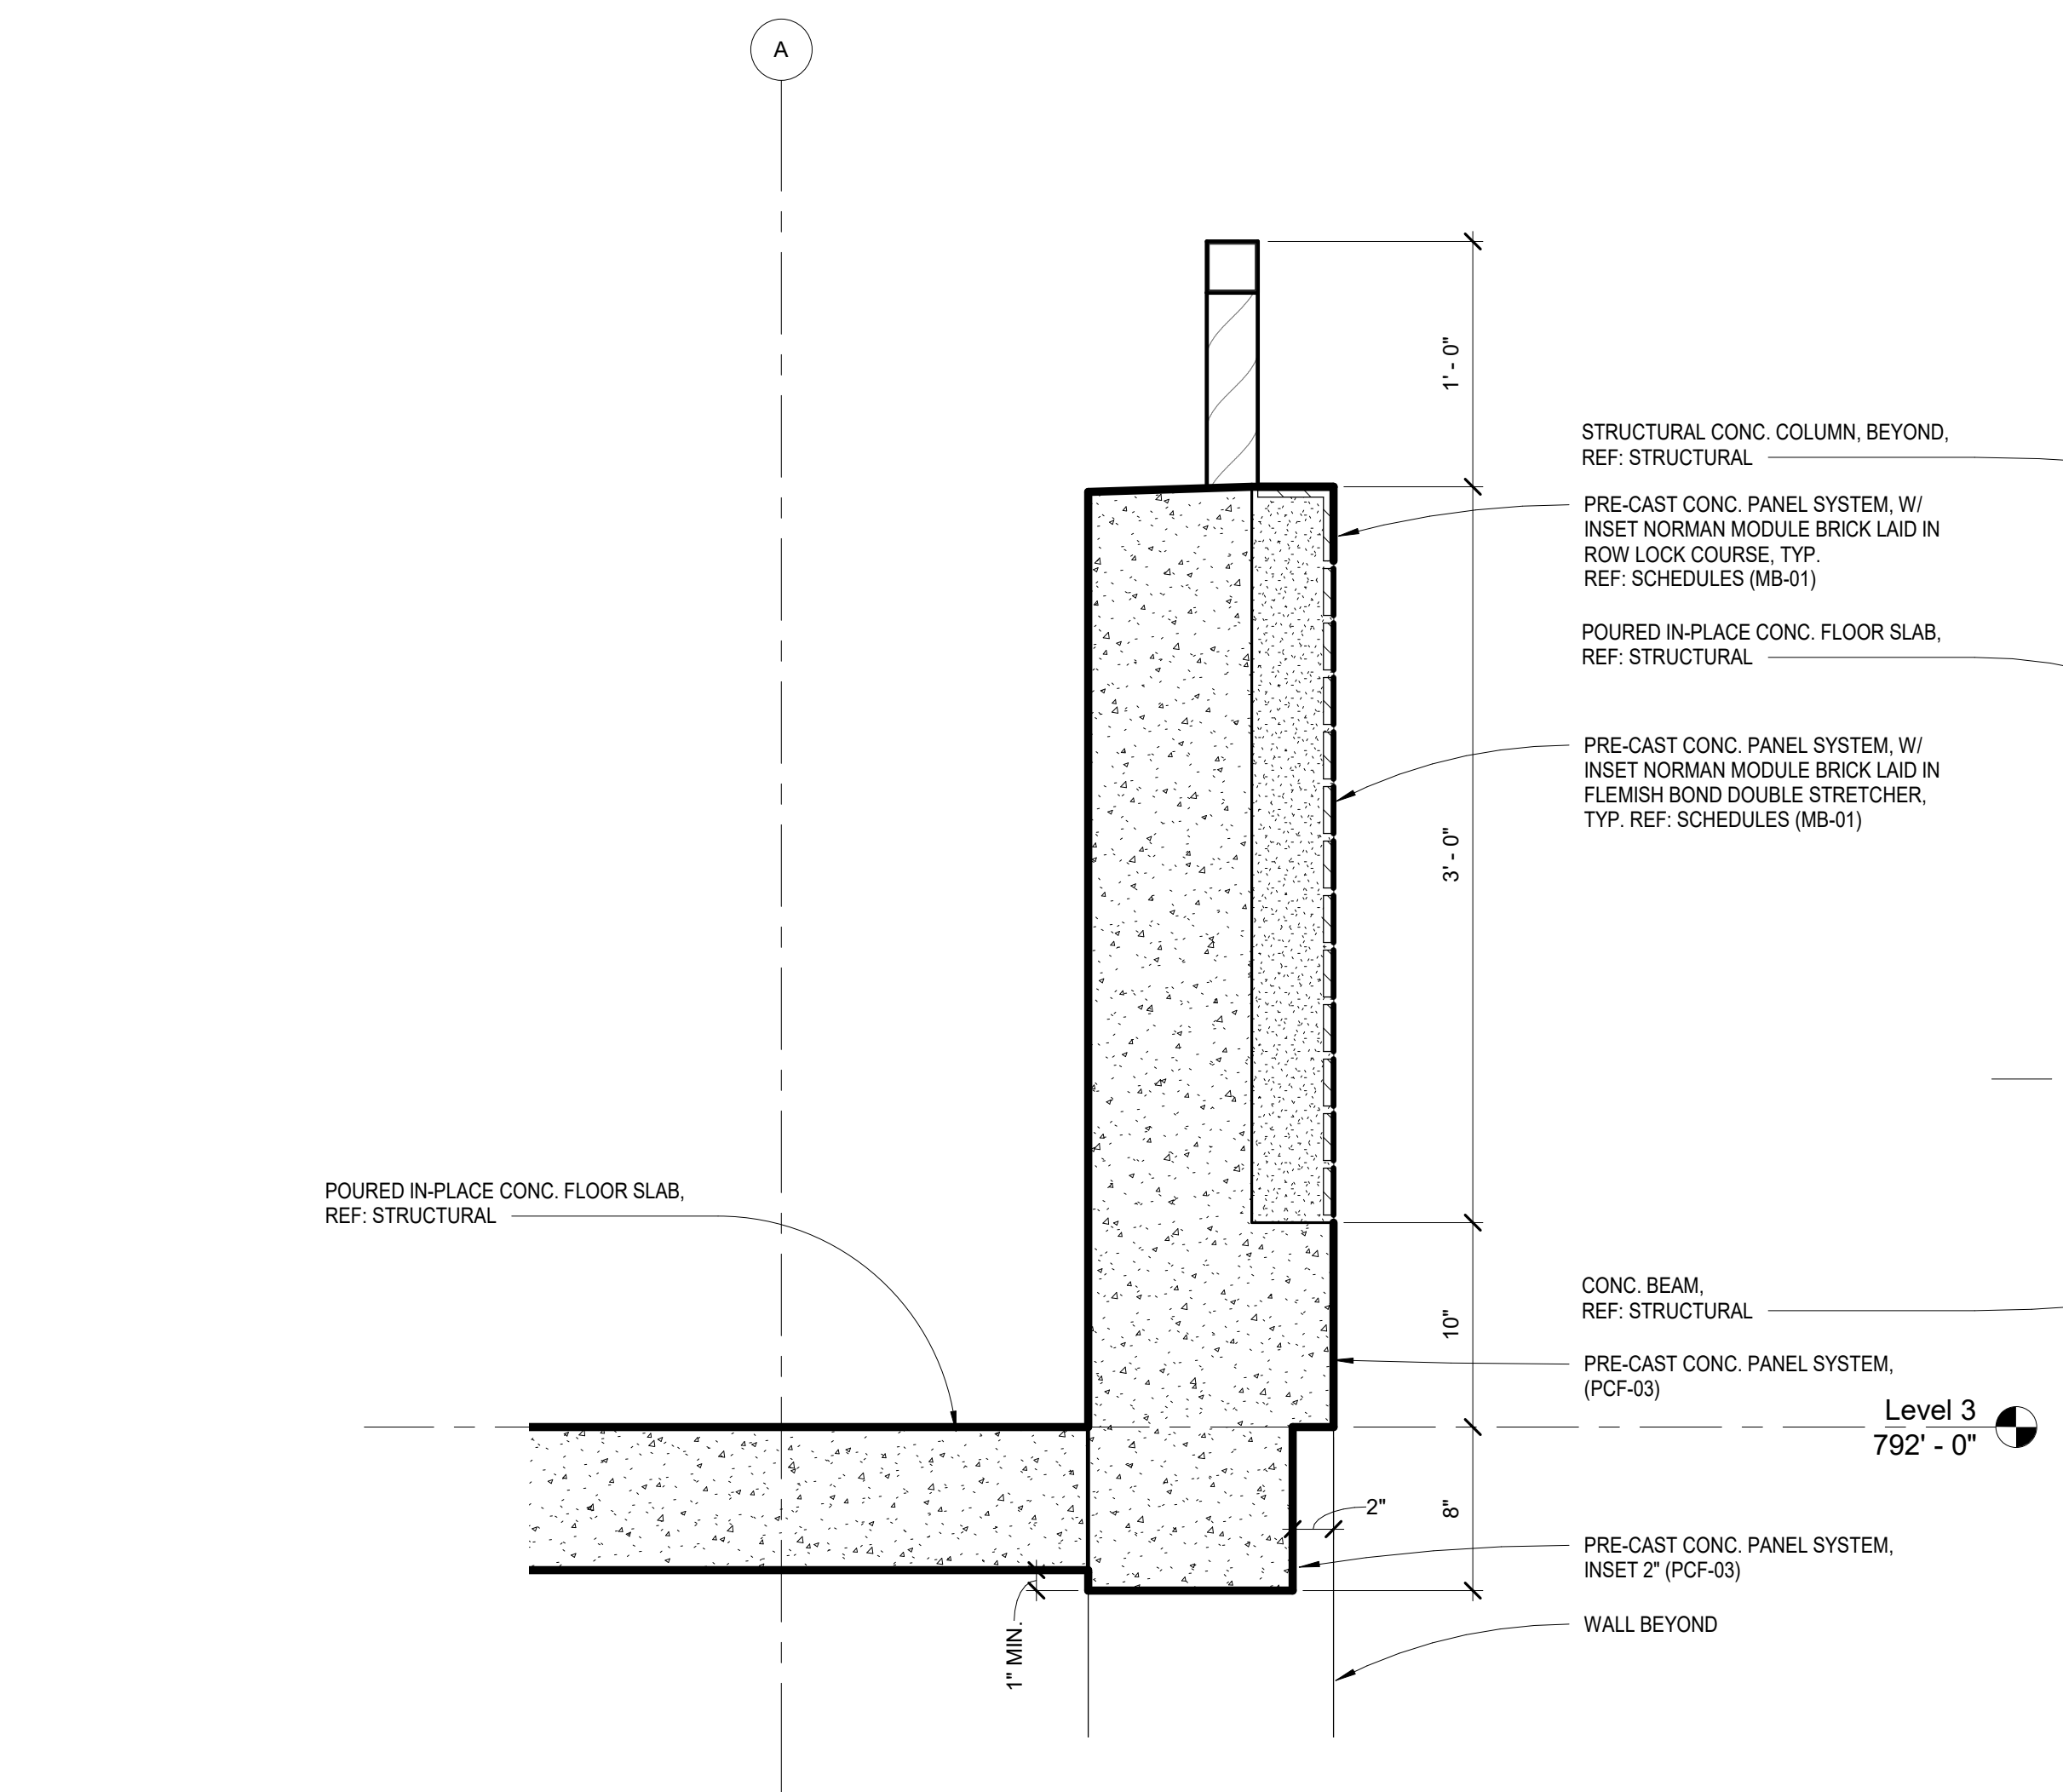 A
1' - 0"
STRUCTURAL CONC. COLUMN, BEYOND,
REF: STRUCTURAL
PRE-CAST CONC. PANEL SYSTEM, W/
INSET NORMAN MODULE BRICK LAID IN
ROW LOCK COURSE, TYP.
REF: SCHEDULES (MB-01)
POURED IN-PLACE CONC. FLOOR SLAB,
REF: STRUCTURAL
PRE-CAST CONC. PANEL SYSTEM, W/
INSET NORMAN MODULE BRICK LAID IN
FLEMISH BOND DOUBLE STRETCHER,
TYP. REF: SCHEDULES (MB-01)
3' - 0"
POURED IN-PLACE CONC. FLOOR SLAB,
REF: STRUCTURAL
CONC. BEAM,
REF: STRUCTURAL
10"
PRE-CAST CONC. PANEL SYSTEM,
(PCF-03)
Level 3
792' - 0"
2"
8"
PRE-CAST CONC. PANEL SYSTEM,
INSET 2" (PCF-03)
1" MIN.
WALL BEYOND